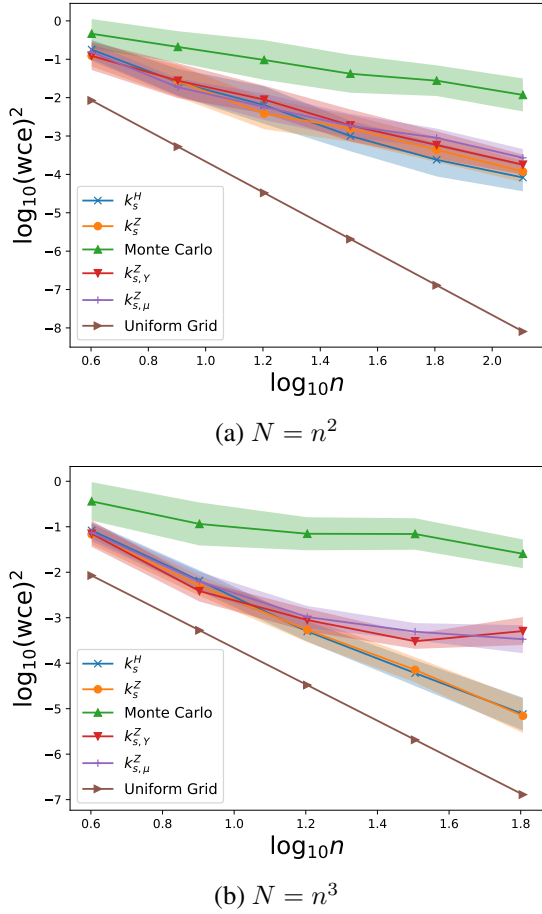 0
−1
−2
−3
−4
−5
−6
−7
−8
log₁₀(wce)²
k_s^H
k_s^Z
Monte Carlo
k_{s,Y}^Z
k_{s,μ}^Z
Uniform Grid
0.6 0.8 1.0 1.2 1.4 1.6 1.8 2.0
log₁₀n
(a) N = n²
0
−1
−2
−3
−4
−5
−6
−7
log₁₀(wce)²
k_s^H
k_s^Z
Monte Carlo
k_{s,Y}^Z
k_{s,μ}^Z
Uniform Grid
0.6 0.8 1.0 1.2 1.4 1.6 1.8
log₁₀n
(b) N = n³